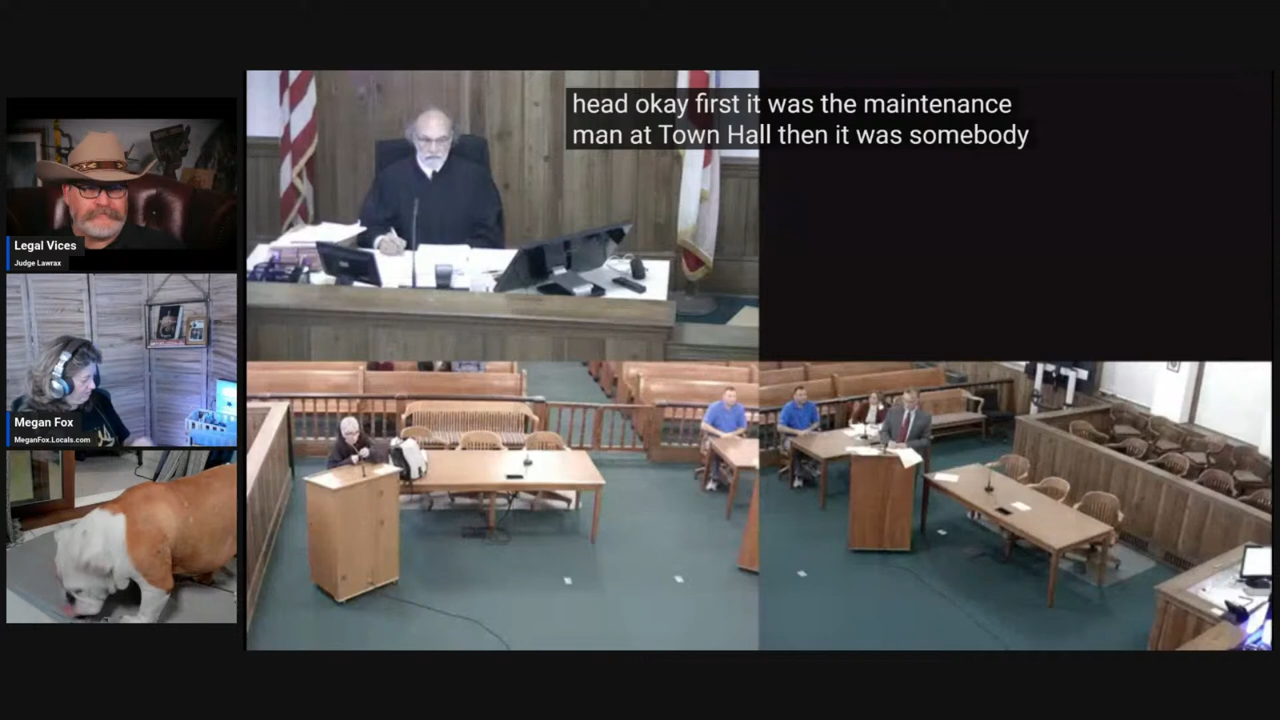 head okay first it was the maintenance
man at Town Hall then it was somebody
Legal Vices
Judge Lawrax
Megan Fox
MeganFox.Locals.com